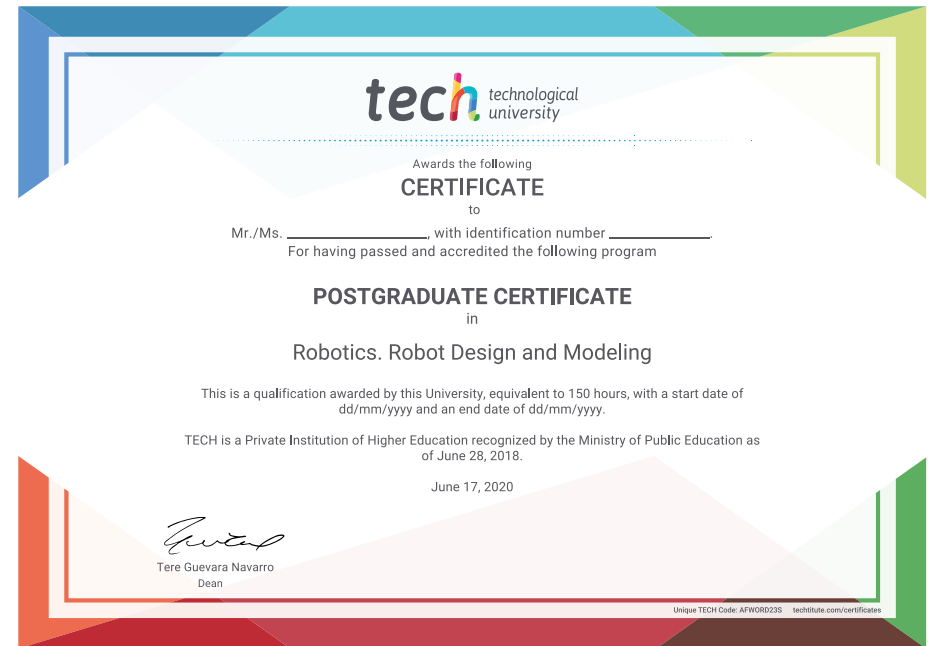 tech technological
university
Awards the following
CERTIFICATE
to
Mr./Ms. ____________________, with identification number ______________.
For having passed and accredited the following program
POSTGRADUATE CERTIFICATE
in
Robotics. Robot Design and Modeling
This is a qualification awarded by this University, equivalent to 150 hours, with a start date of
dd/mm/yyyy and an end date of dd/mm/yyyy.
TECH is a Private Institution of Higher Education recognized by the Ministry of Public Education as
of June 28, 2018.
June 17, 2020
Tere Guevara Navarro
Dean
Unique TECH Code: AFWORD23S techtitute.com/certificates